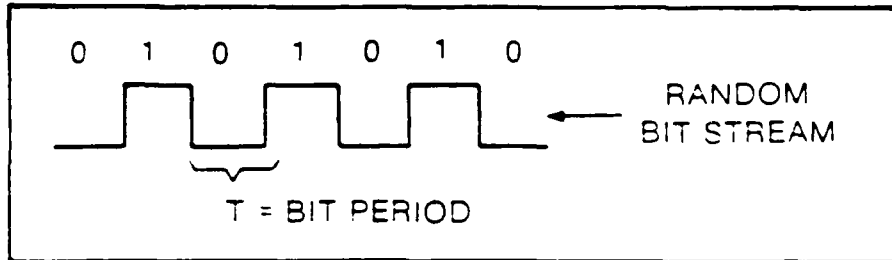 0 1 0 1 0 1 0
RANDOM
BIT STREAM
T = BIT PERIOD